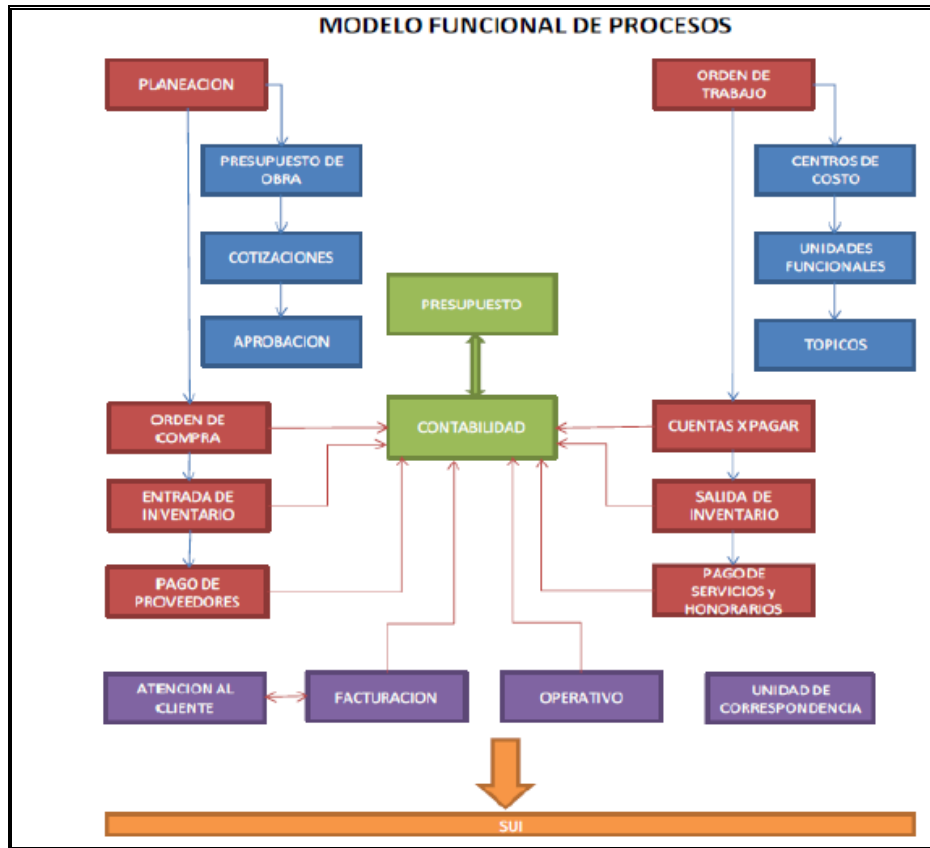 MODELO FUNCIONAL DE PROCESOS
PLANEACION
ORDEN DE
TRABAJO
PRESUPUESTO DE
OBRA
CENTROS DE
COSTO
COTIZACIONES
UNIDADES
FUNCIONALES
PRESUPUESTO
APROBACION
TOPICOS
ORDEN DE
COMPRA
CONTABILIDAD
CUENTAS X PAGAR
ENTRADA DE
INIVENTARIO
SALIDA DE
INVENTARIO
PAGO DE
PROVEEDORES
PAGO DE
SERVICIOS y
HONORARIOS
ATENCION AL
CLIENTE
FACTURACION
OPERATIVO
UNIDAD DE
CORRESPONDENCIA
SUI